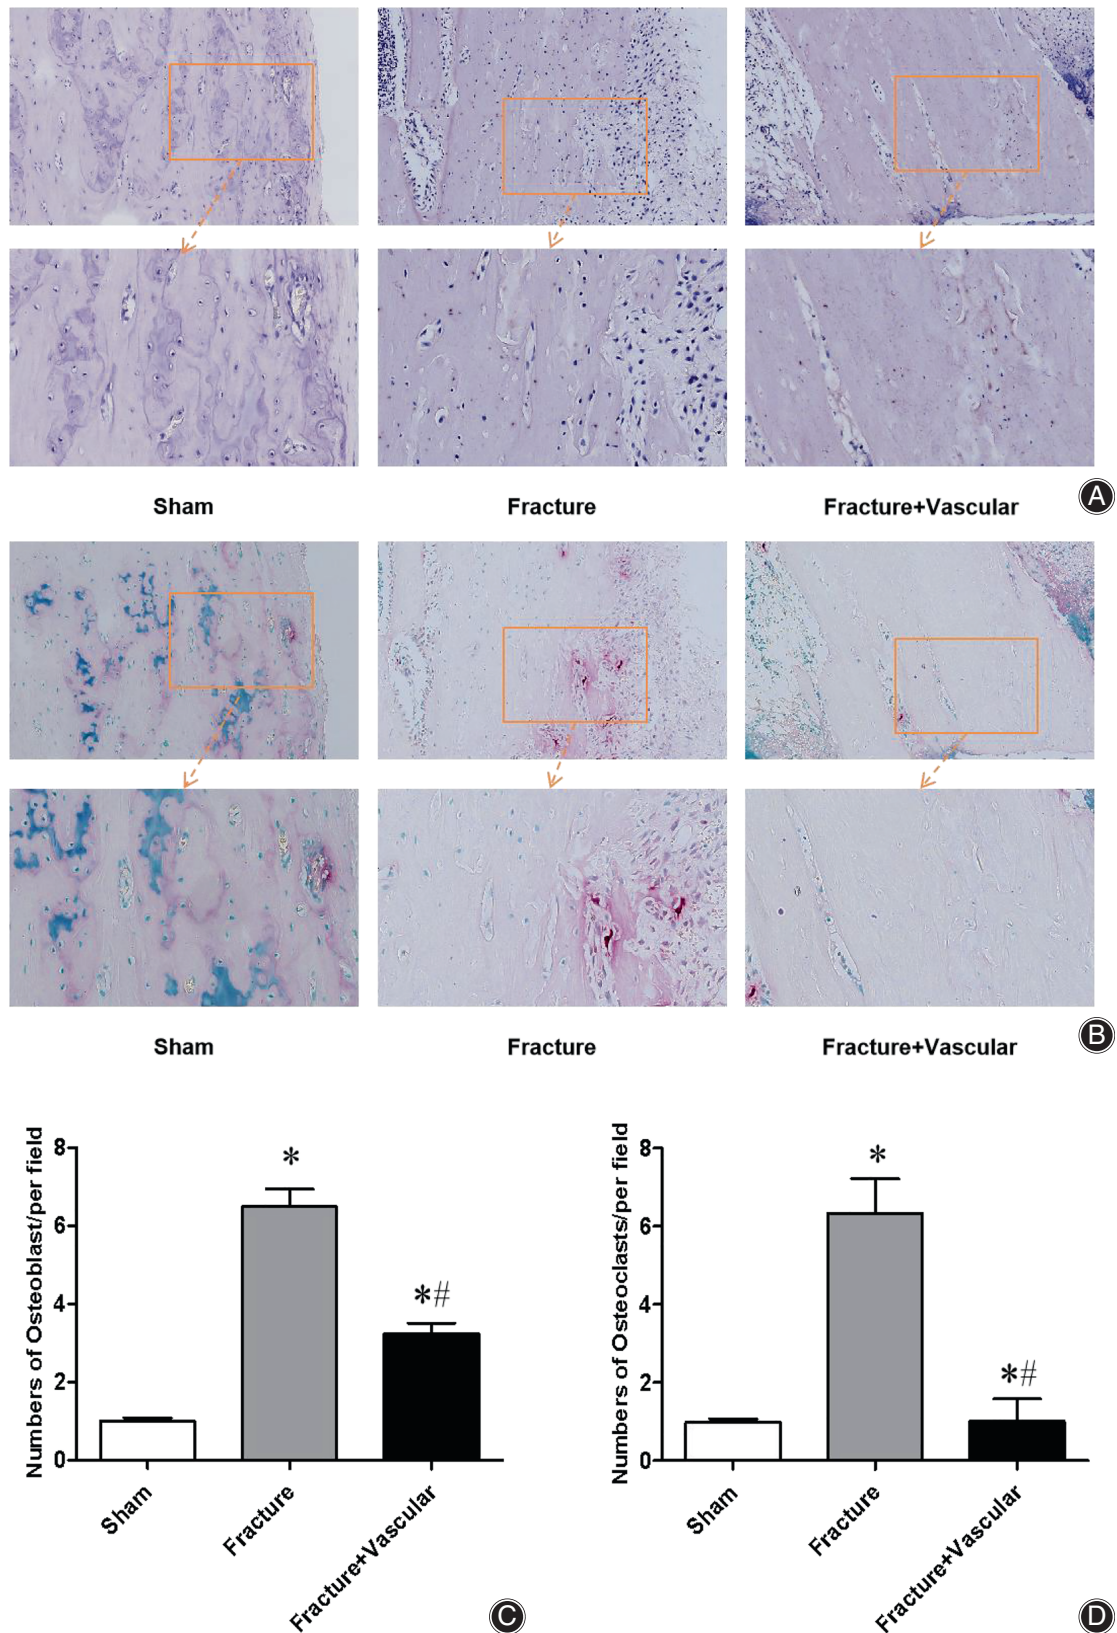 Sham Fracture Fracture+Vascular
A
Sham Fracture Fracture+Vascular
B
Numbers of Osteoblast/per field
8
6
4
2
0
*
*#
Sham
Fracture
Fracture+Vascular
C
Numbers of Osteoclasts/per field
8
6
4
2
0
*
*#
Sham
Fracture
Fracture+Vascular
D